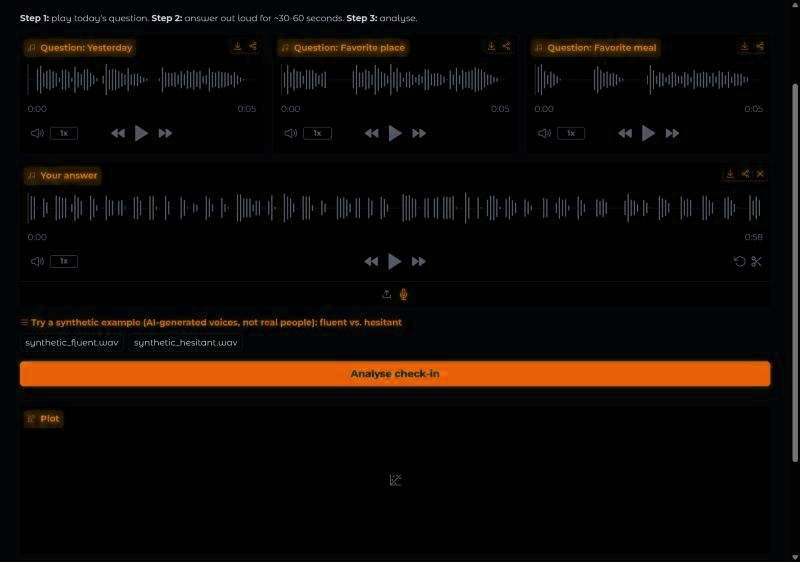 Step 1: play today's question. Step 2: answer out loud for ~30-60 seconds. Step 3: analyse.
Question: Yesterday
Question: Favorite place
Question: Favorite meal
0:00
0:05
0:00
0:05
0:00
0:05
1x
1x
1x
Your answer
0:00
0:58
1x
Try a synthetic example (AI-generated voices, not real people): fluent vs. hesitant
synthetic_fluent.wav
synthetic_hesitant.wav
Analyse check-in
Plot